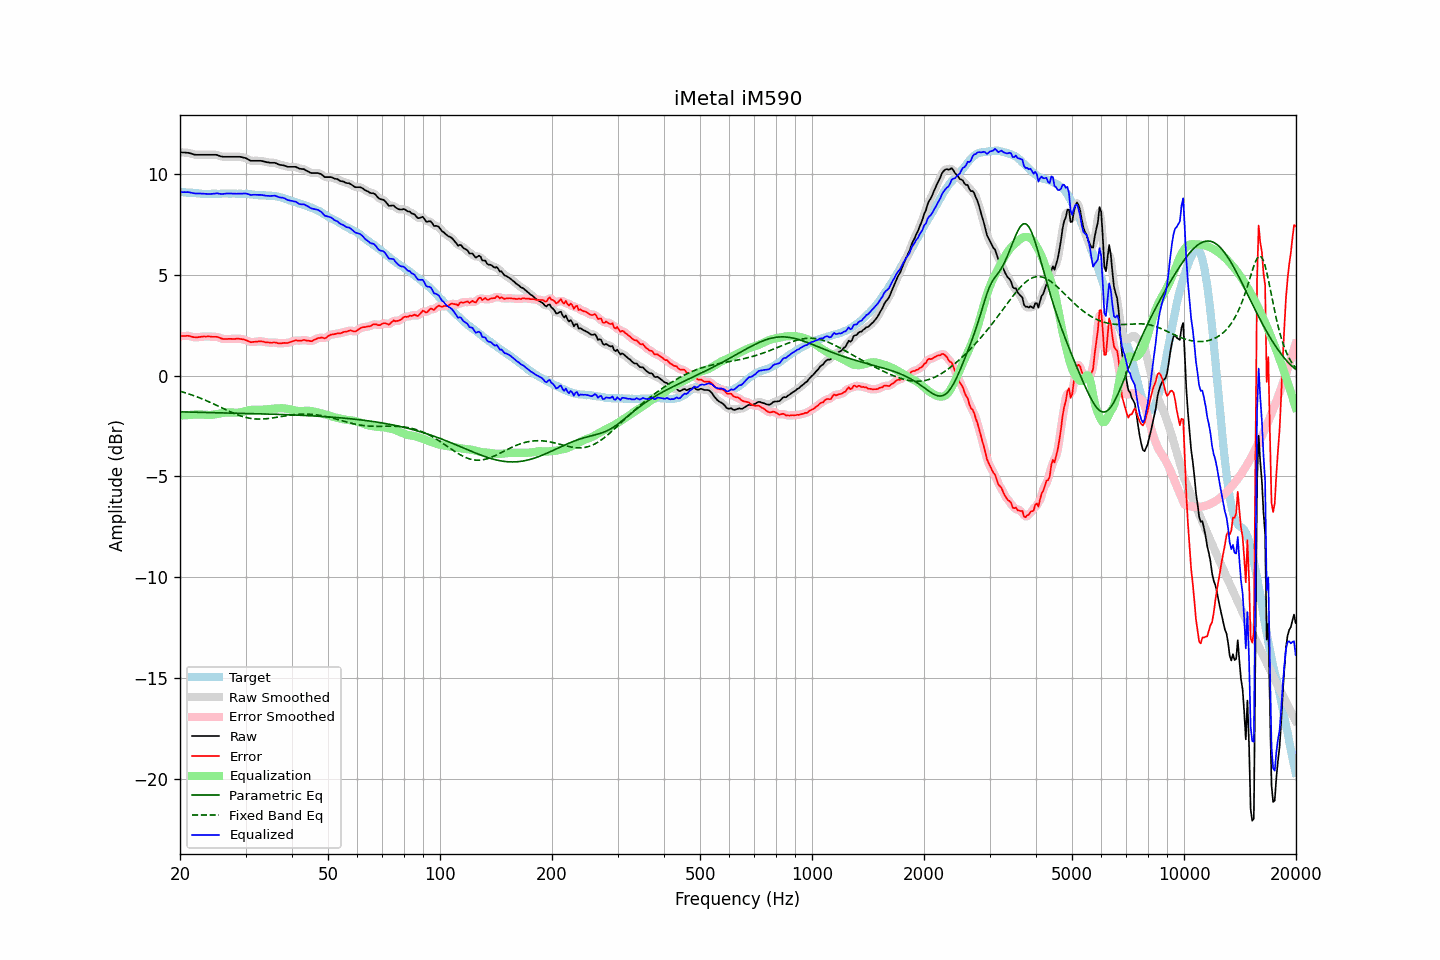 iMetal iM590
Amplitude (dBr)
10
5
0
−5
−10
−15
−20
Target
Raw Smoothed
Error Smoothed
Raw
Error
Equalization
Parametric Eq
Fixed Band Eq
Equalized
20 50 100 200 500 1000 2000 5000 10000 20000
Frequency (Hz)